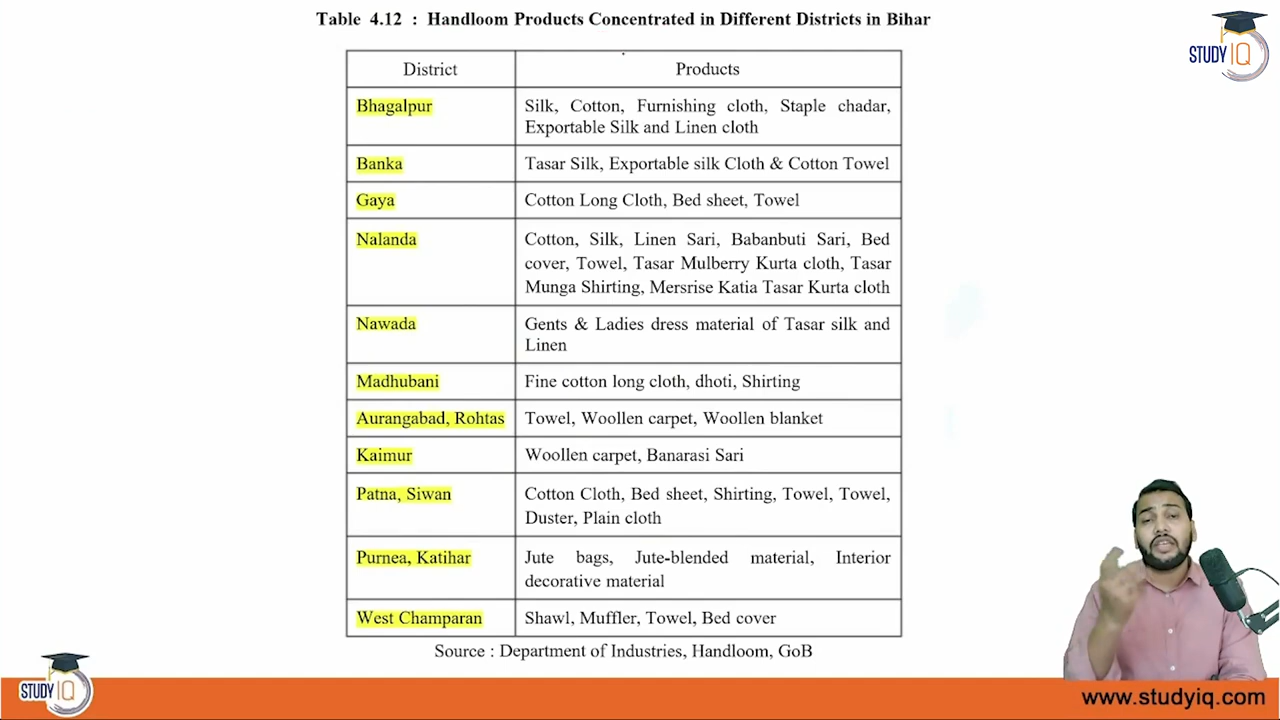 Table 4.12 : Handloom Products Concentrated in Different Districts in Bihar
STUDY IQ
District Products
Bhagalpur Silk, Cotton, Furnishing cloth, Staple chadar,
Exportable Silk and Linen cloth
Banka Tasar Silk, Exportable silk Cloth & Cotton Towel
Gaya Cotton Long Cloth, Bed sheet, Towel
Nalanda Cotton, Silk, Linen Sari, Babanbuti Sari, Bed
cover, Towel, Tasar Mulberry Kurta cloth, Tasar
Munga Shirting, Mersrise Katia Tasar Kurta cloth
Nawada Gents & Ladies dress material of Tasar silk and
Linen
Madhubani Fine cotton long cloth, dhoti, Shirting
Aurangabad, Rohtas Towel, Woollen carpet, Woollen blanket
Kaimur Woollen carpet, Banarasi Sari
Patna, Siwan Cotton Cloth, Bed sheet, Shirting, Towel, Towel,
Duster, Plain cloth
Purnea, Katihar Jute bags, Jute-blended material, Interior
decorative material
West Champaran Shawl, Muffler, Towel, Bed cover
Source : Department of Industries, Handloom, GoB
STUDY IQ
www.studyiq.com